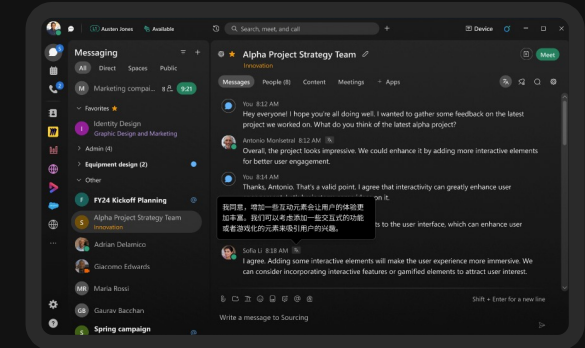 Austen Jones
Available
Search, meet, and call
Device
Messaging
All
Direct
Spaces
Public
Marketing compai...
8
9:21
Favorites
Identity Design
Graphic Design and Marketing
Admin (4)
Equipment design (2)
Other
F
FY24 Kickoff Planning
@
S
Alpha Project Strategy Team
Innovation
Adrian Delamico
Giacomo Edwards
MR
Maria Rossi
GB
Gaurav Bacchan
Spring campaign
@
Alpha Project Strategy Team
Innovation
Meet
Messages
People (8)
Content
Meetings
+ Apps
You 8:12 AM
Hey everyone! I hope you're all doing well. I wanted to gather some feedback on the latest
project we worked on. What do you think of the latest alpha project?
Antonio Monlsetral 8:12 AM
Overall, the project looks impressive. We could enhance it by adding more interactive elements
for better user engagement.
You 8:14 AM
Thanks, Antonio. That's a valid point. I agree that interactivity can greatly enhance user
on it.
我同意，增加一些互动元素会让用户的体验更
加丰富。我们可以考虑添加一些交互式的功能
或者游戏化的元素来吸引用户的兴趣。
ts to the user interface, which can enhance user
Sofia Li 8:18 AM
I agree. Adding some interactive elements will make the user experience more immersive. We
can consider incorporating interactive features or gamified elements to attract user interest.
Shift + Enter for a new line
Write a message to Sourcing